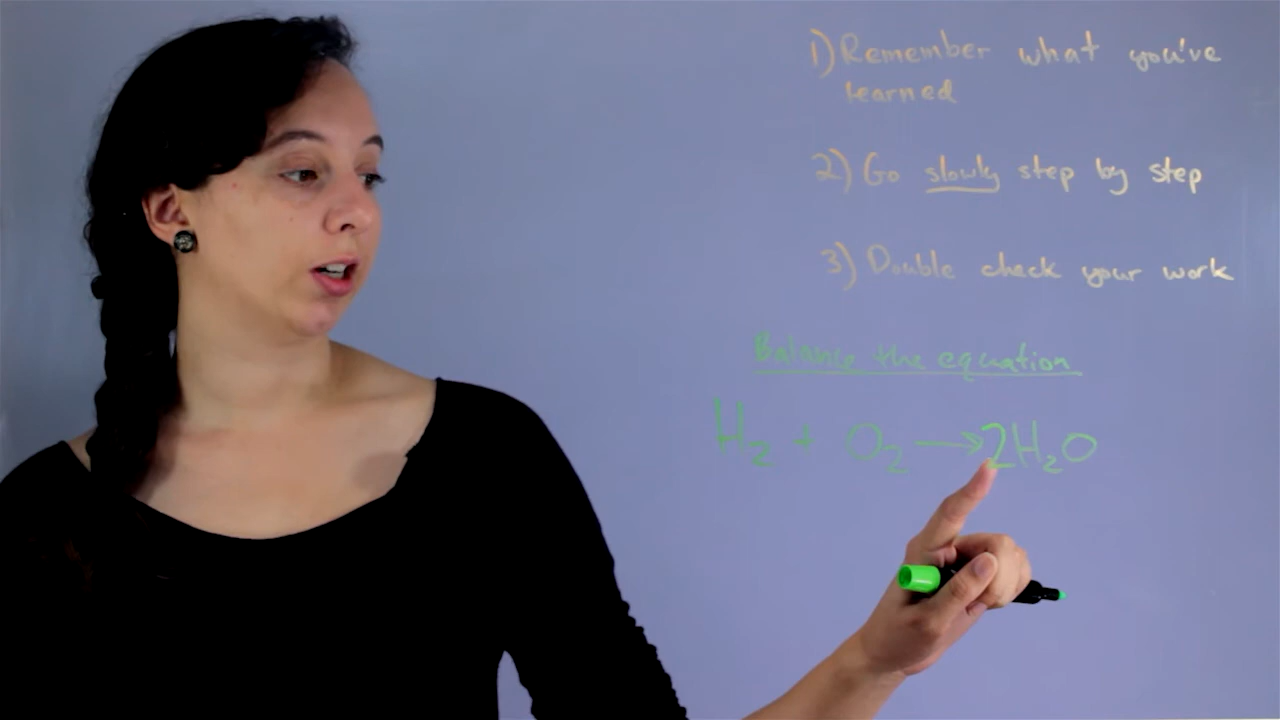 1) Remember what you've
learned
2) Go slowly step by step
3) Double check your work
Balance the equation
H₂ + O₂ → 2H₂O